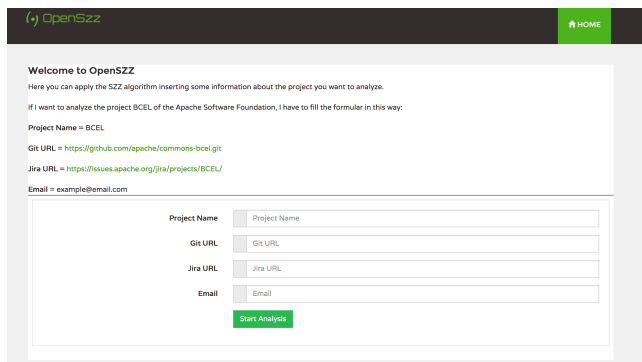 OpenSzz
HOME
Welcome to OpenSZZ
Here you can apply the SZZ algorithm inserting some information about the project you want to analyze.
If I want to analyze the project BCEL of the Apache Software Foundation, I have to fill the formular in this way:
Project Name = BCEL
Git URL = https://github.com/apache/commons-bcel.git
Jira URL = https://issues.apache.org/jira/projects/BCEL/
Email = example@email.com
Project Name Project Name
Git URL Git URL
Jira URL Jira URL
Email Email
Start Analysis